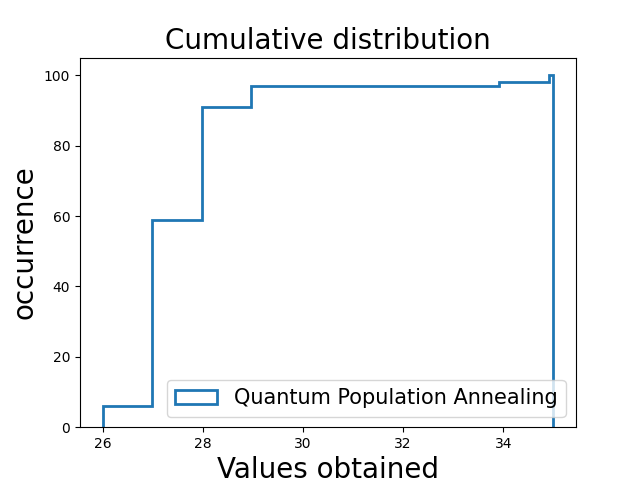 Cumulative distribution
100
80
60
40
20
0
occurrence
26 28 30 32 34
Values obtained
Quantum Population Annealing